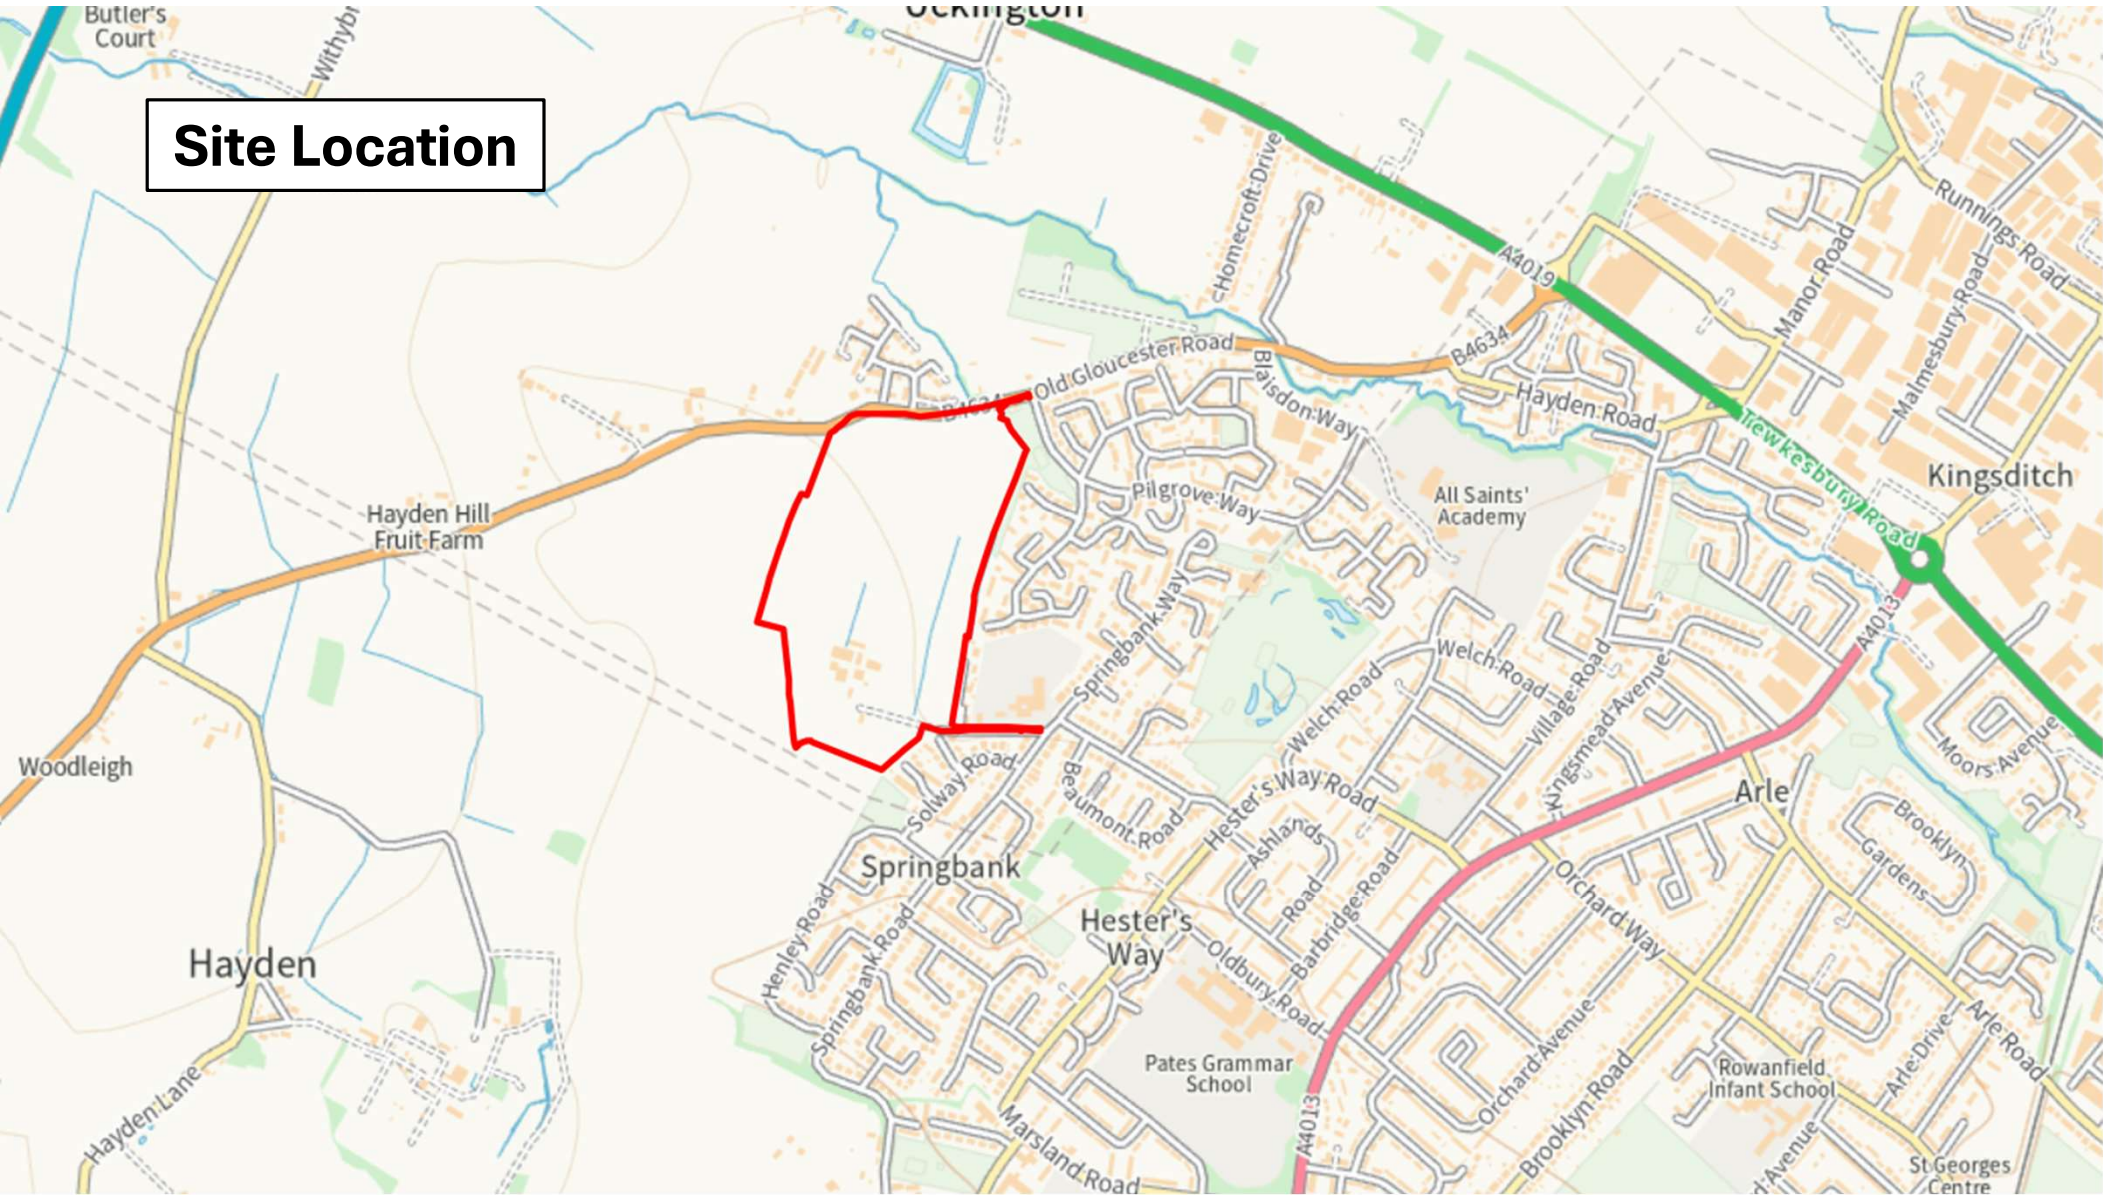 Butler's
Court
Uckington
Site Location
Homecroft Drive
A4019
Runnings Road
Manor Road
Malmesbury Road
Old Gloucester Road
B4634
B4634
Blaisdon Way
Hayden Road
Tewkesbury Road
Kingsditch
Hayden Hill
Fruit Farm
Pilgrove Way
All Saints'
Academy
Springbank Way
A4013
Welch Road
Welch Road
Village Road
Kingsmead Avenue
Woodleigh
Solway Road
Beaumont Road
Hester's Way Road
Arle
Moors Avenue
Ashlands
Road
Barbridge Road
Brooklyn
Gardens
Springbank
Orchard Way
Henley Road
Springbank Road
Hester's
Way
Oldbury Road
Hayden
Pates Grammar
School
Orchard Avenue
Brooklyn Road
Rowanfield
Infant School
Arle Drive
Arle Road
Hayden Lane
Marsland Road
A4013
St Georges
Centre